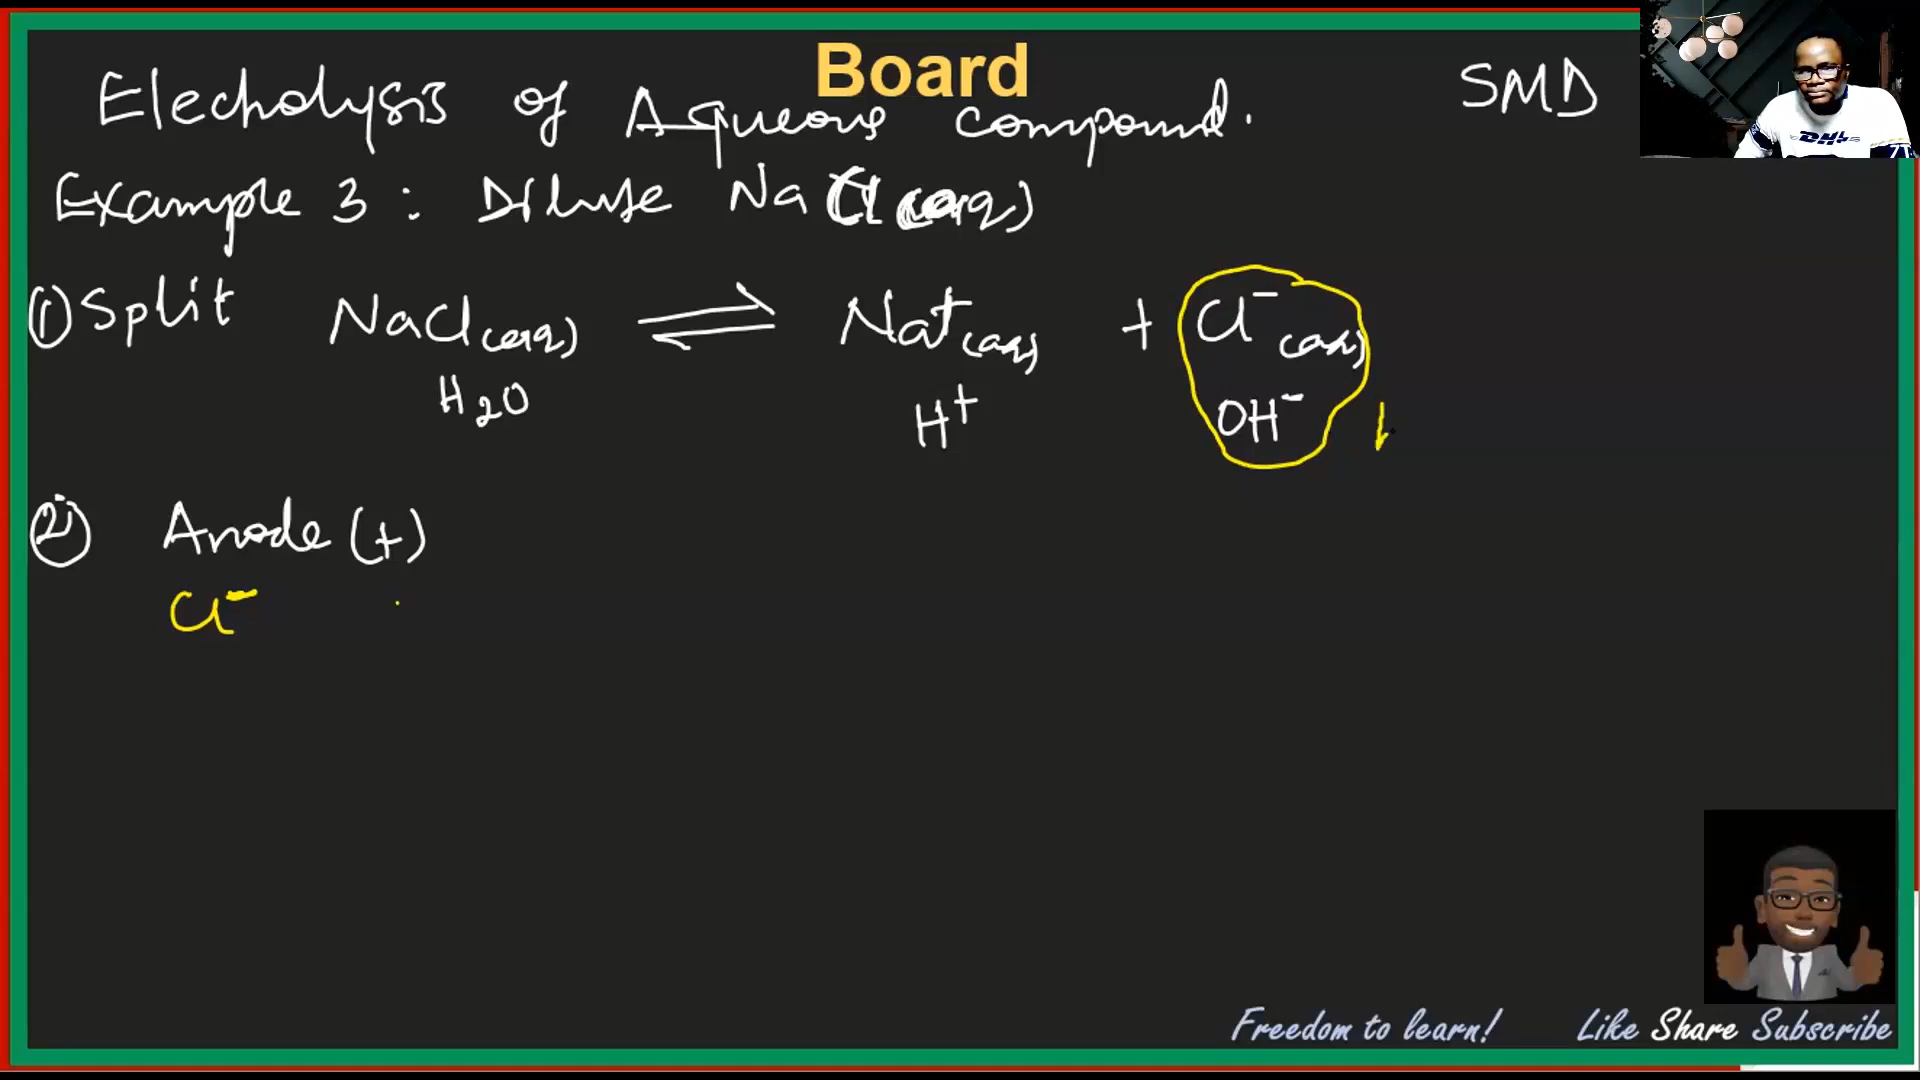 Board
Electrolysis of Aqueous compound. SMD
Example 3 : Dilute NaCl(aq)
① Split NaCl(aq) ⇌ Na+(aq) + Cl-(aq)
H2O H+ OH-
② Anode (+)
Cl-
DHL
Freedom to learn! Like Share Subscribe